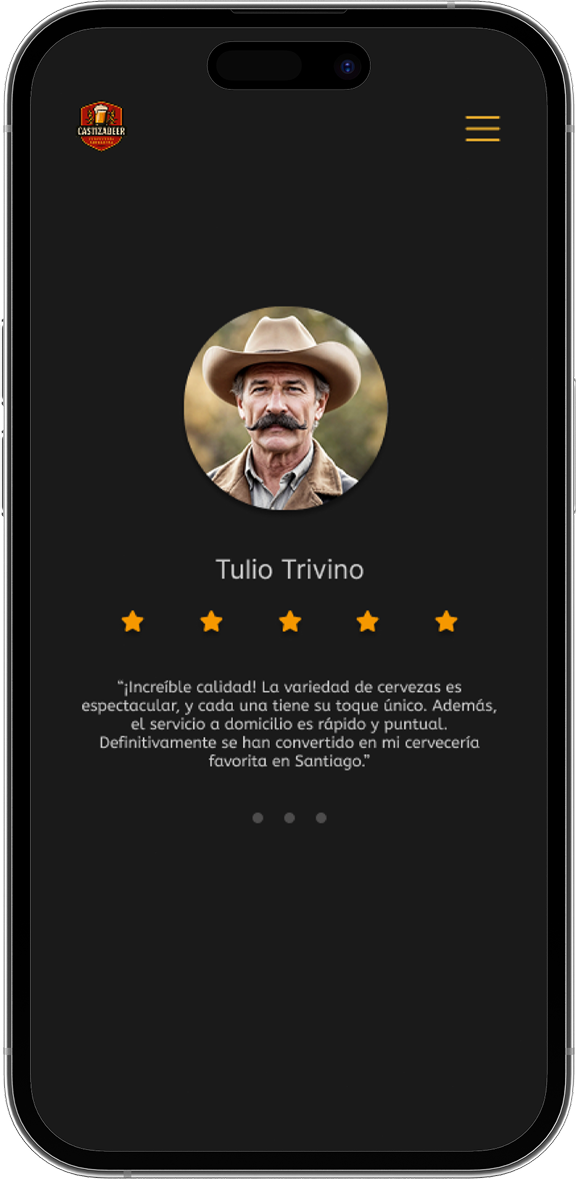 CASTIZABEER
Tulio Trivino
“¡Increíble calidad! La variedad de cervezas es
espectacular, y cada una tiene su toque único. Además,
el servicio a domicilio es rápido y puntual.
Definitivamente se han convertido en mi cervecería
favorita en Santiago.”